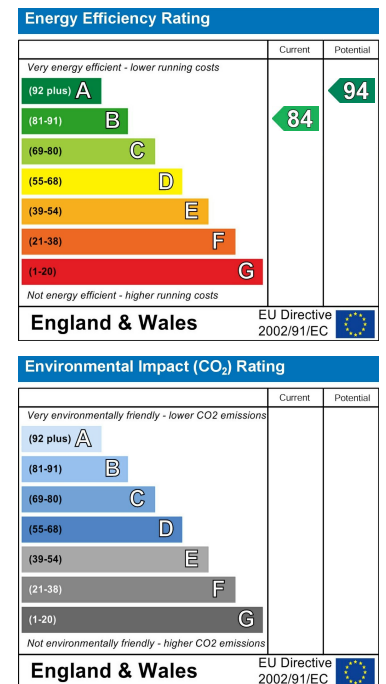 Energy Efficiency Rating
Current Potential
Very energy efficient - lower running costs
(92 plus) A
94
(81-91) B
84
(69-80) C
(55-68) D
(39-54) E
(21-38) F
(1-20) G
Not energy efficient - higher running costs
England & Wales
EU Directive
2002/91/EC
Environmental Impact (CO₂) Rating
Current Potential
Very environmentally friendly - lower CO2 emissions
(92 plus) A
(81-91) B
(69-80) C
(55-68) D
(39-54) E
(21-38) F
(1-20) G
Not environmentally friendly - higher CO2 emissions
England & Wales
EU Directive
2002/91/EC